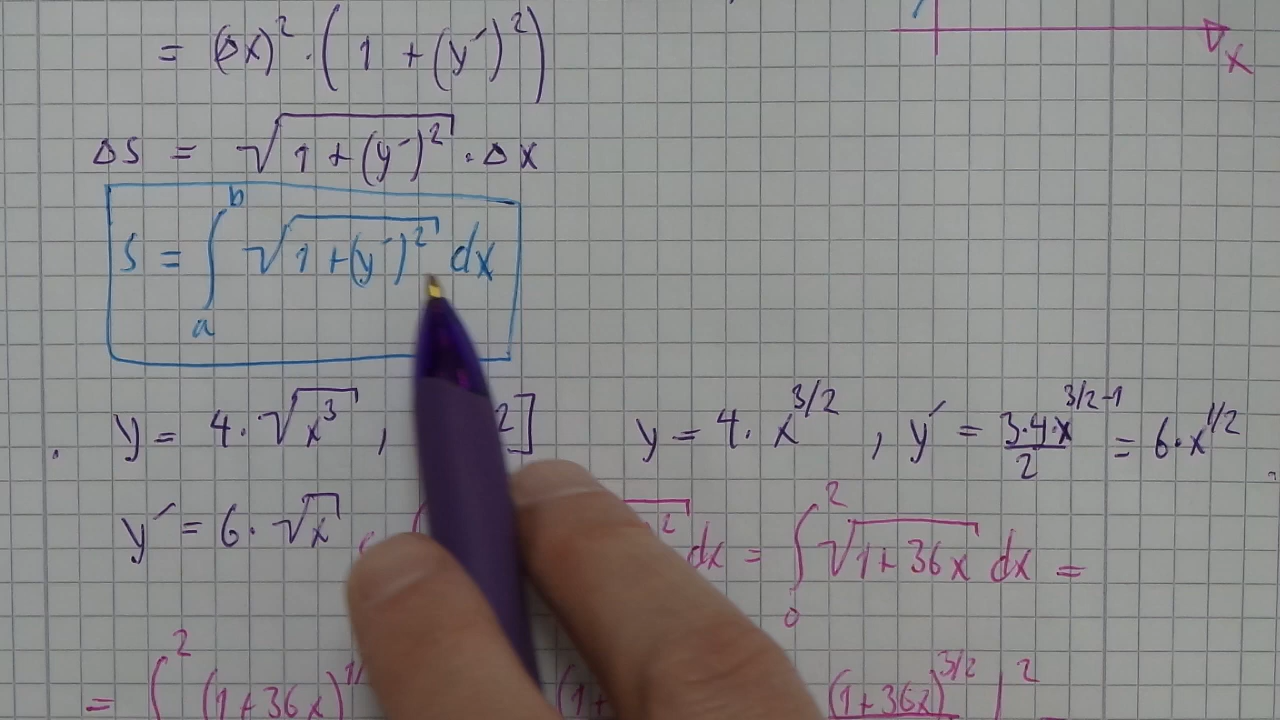 = (Δx)² · (1 + (y′)²)
x
ΔS = √(1 + (y′)²) · Δx
S = ∫ₐᵇ √(1 + (y′)²) dx
y = 4 · √(x³) , 2] y = 4 · x^(3/2) , y′ = (3·4·x^(3/2−1))/2 = 6 · x^(1/2)
y′ = 6 · √x dx = ∫₀² √(1 + 36x) dx =
= ∫² (1 + 36x) (1+ (1+36x)^(3/2) |²